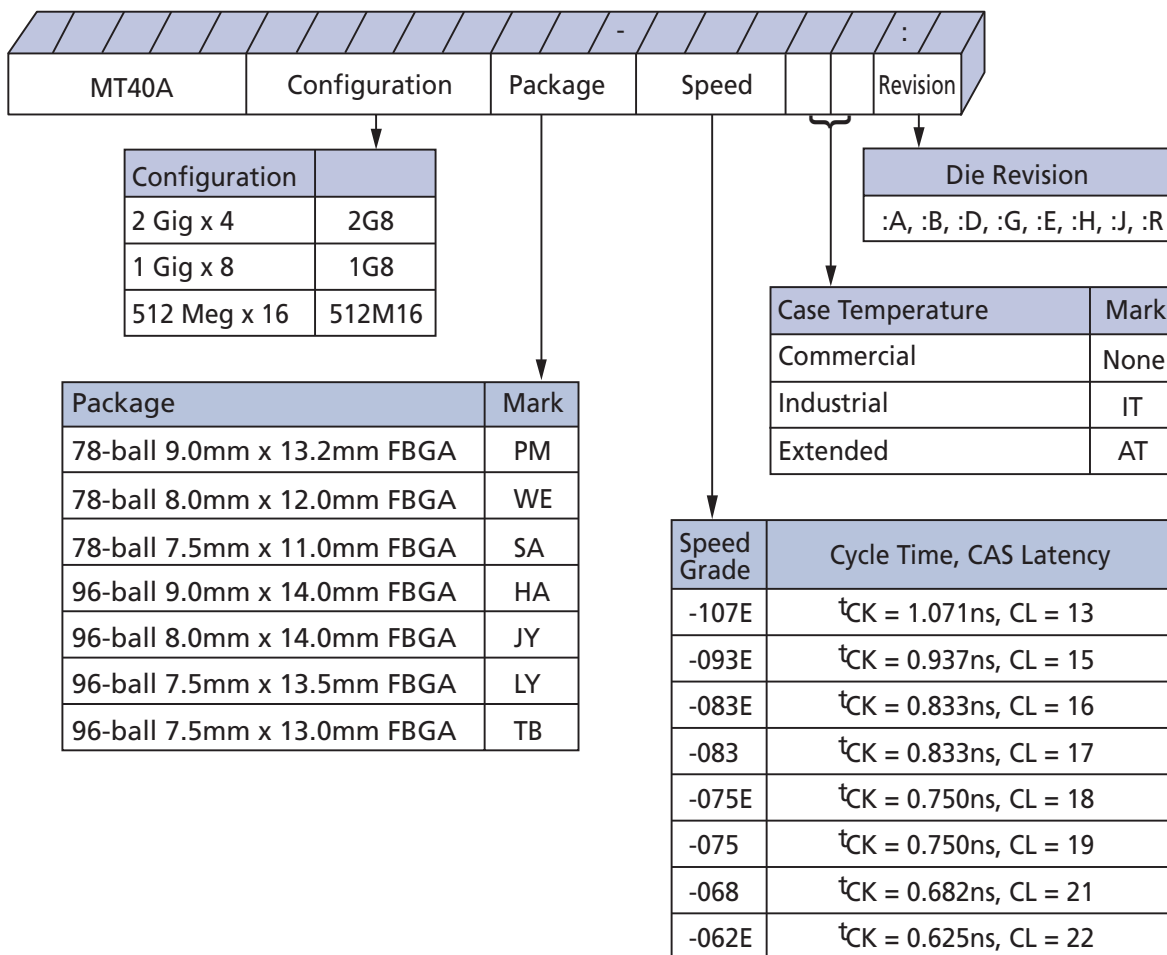 - :
MT40A Configuration Package Speed Revision
Configuration
2 Gig x 4 2G8
1 Gig x 8 1G8
512 Meg x 16 512M16
Die Revision
:A, :B, :D, :G, :E, :H, :J, :R
Case Temperature Mark
Commercial None
Industrial IT
Extended AT
Package Mark
78-ball 9.0mm x 13.2mm FBGA PM
78-ball 8.0mm x 12.0mm FBGA WE
78-ball 7.5mm x 11.0mm FBGA SA
96-ball 9.0mm x 14.0mm FBGA HA
96-ball 8.0mm x 14.0mm FBGA JY
96-ball 7.5mm x 13.5mm FBGA LY
96-ball 7.5mm x 13.0mm FBGA TB
Speed Grade Cycle Time, CAS Latency
-107E tCK = 1.071ns, CL = 13
-093E tCK = 0.937ns, CL = 15
-083E tCK = 0.833ns, CL = 16
-083 tCK = 0.833ns, CL = 17
-075E tCK = 0.750ns, CL = 18
-075 tCK = 0.750ns, CL = 19
-068 tCK = 0.682ns, CL = 21
-062E tCK = 0.625ns, CL = 22